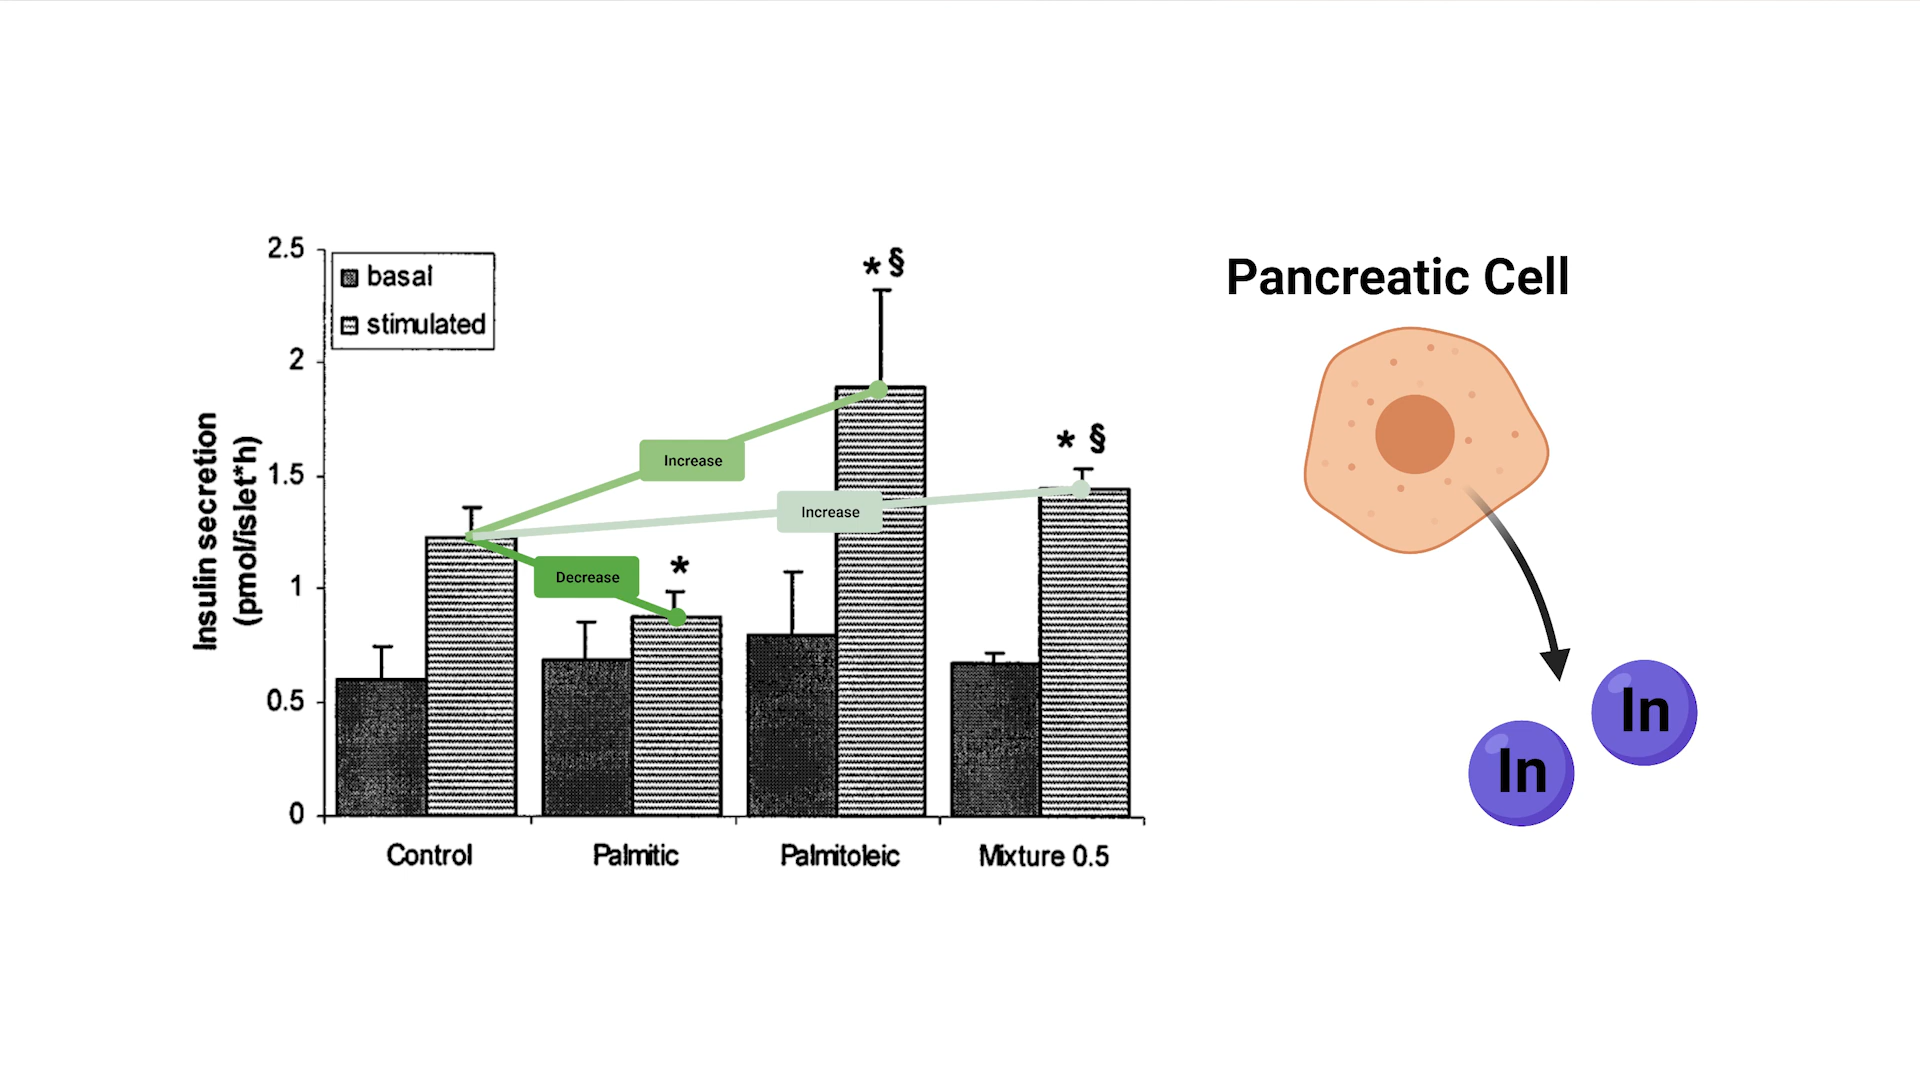 2.5
2
1.5
1
0.5
0
Insulin secretion
(pmol/islet*h)
basal
stimulated
* §
* §
*
Increase
Increase
Decrease
Control
Palmitic
Palmitoleic
Mixture 0.5
Pancreatic Cell
In
In